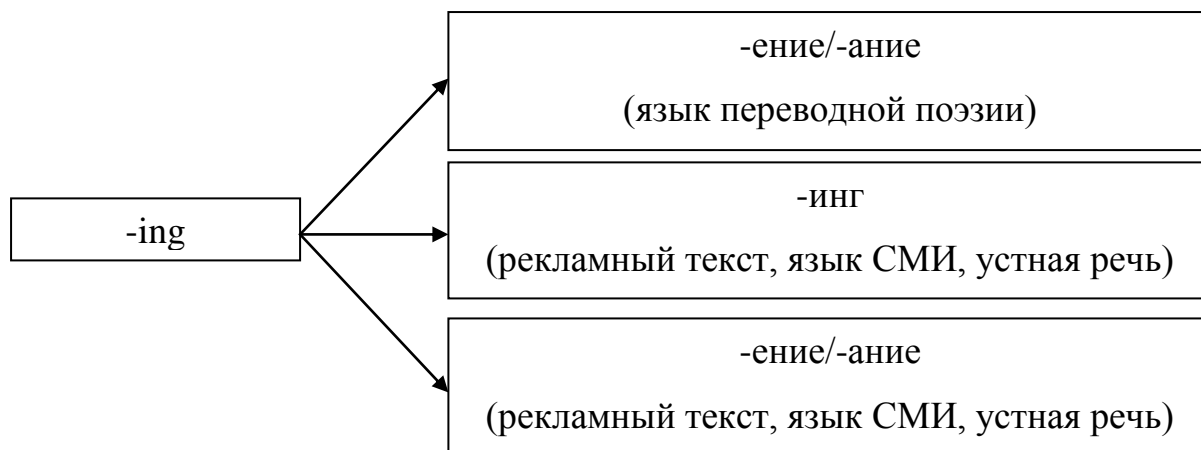 -ing
-ение/-ание
(язык переводной поэзии)
-инг
(рекламный текст, язык СМИ, устная речь)
-ение/-ание
(рекламный текст, язык СМИ, устная речь)